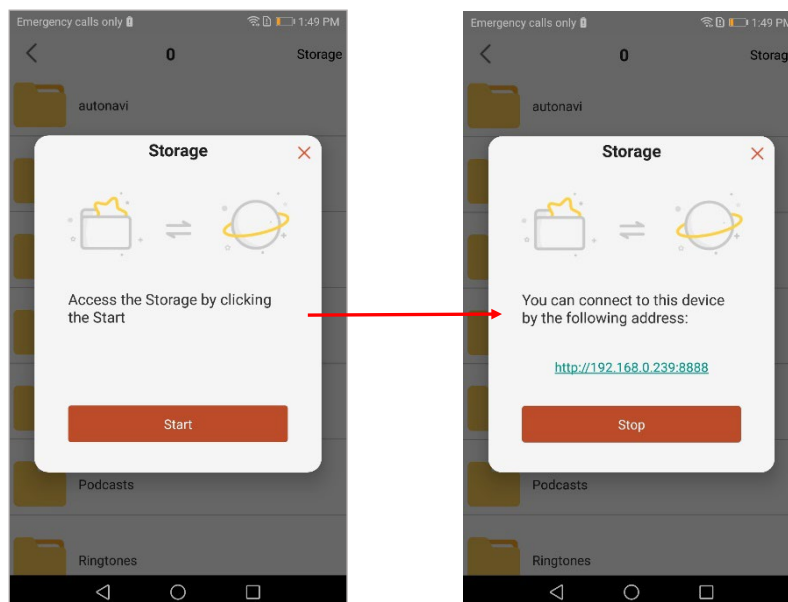 Emergency calls only
1:49 PM
0
Storage
autonavi
Storage
Access the Storage by clicking
the Start
Start
Podcasts
Ringtones
Emergency calls only
1:49 PM
0
Storag
autonavi
Storage
You can connect to this device
by the following address:
http://192.168.0.239:8888
Stop
Podcasts
Ringtones